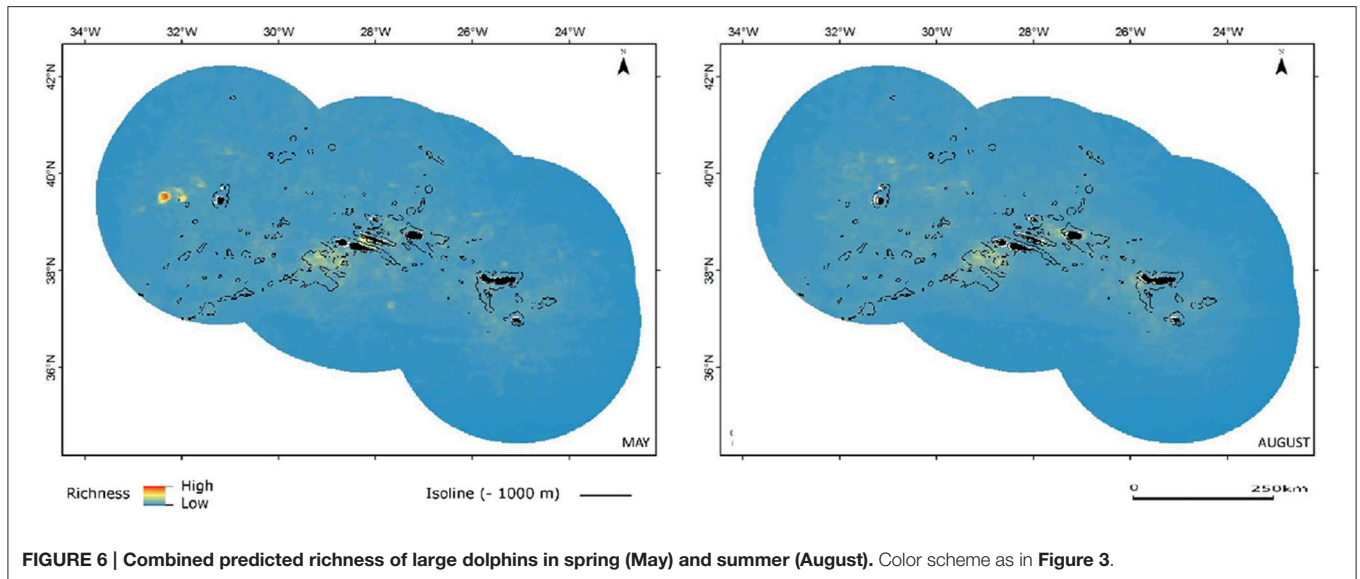 34°W 32°W 30°W 28°W 26°W 24°W
34°W 32°W 30°W 28°W 26°W 24°W
N
N
42°N
40°N
38°N
36°N
42°N
40°N
38°N
36°N
MAY
AUGUST
Richness
High
Low
Isoline (- 1000 m)
0 250km
FIGURE 6 | Combined predicted richness of large dolphins in spring (May) and summer (August). Color scheme as in Figure 3.